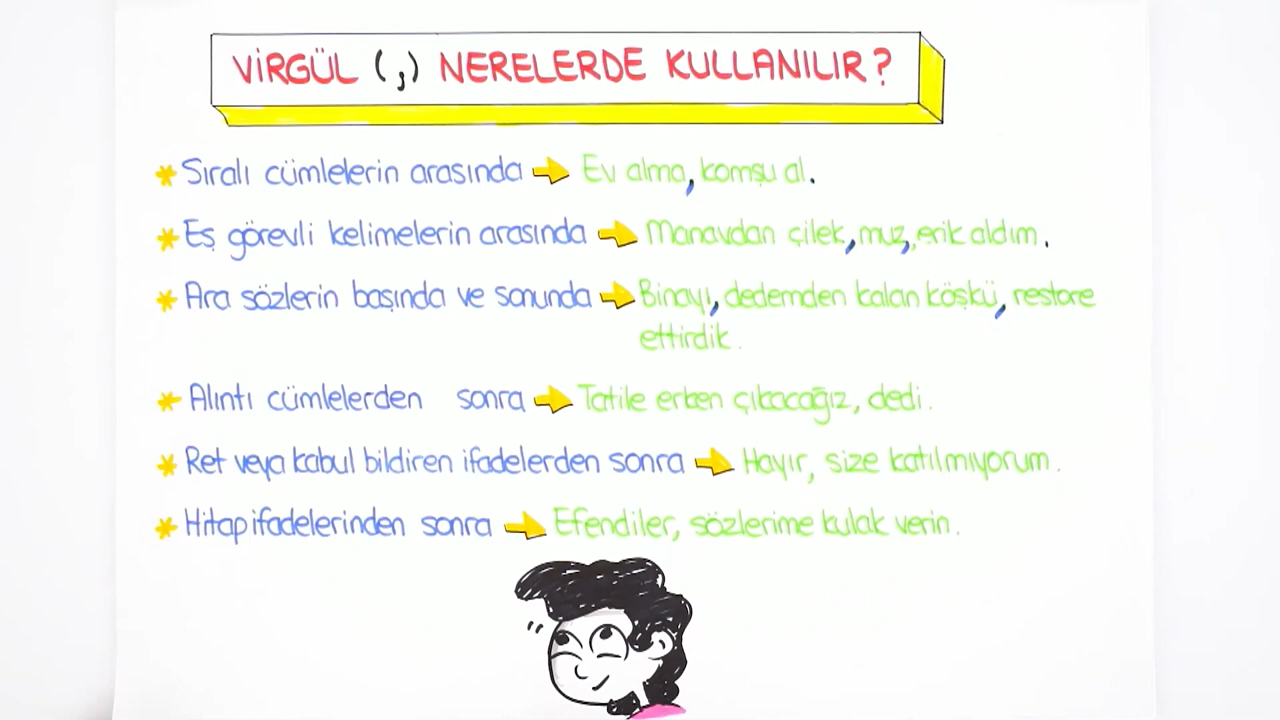 VİRGÜL (,) NERELERDE KULLANILIR?
* Sıralı cümlelerin arasında → Ev alma, komşu al.
* Eş görevli kelimelerin arasında → Manavdan çilek, muz, erik aldım.
* Ara sözlerin başında ve sonunda → Binayı, dedemden kalan köşkü, restore
ettirdik.
* Alıntı cümlelerden sonra → Tatile erken çıkacağız, dedi.
* Ret veya kabul bildiren ifadelerden sonra → Hayır, size katılmıyorum.
* Hitap ifadelerinden sonra → Efendiler, sözlerime kulak verin.